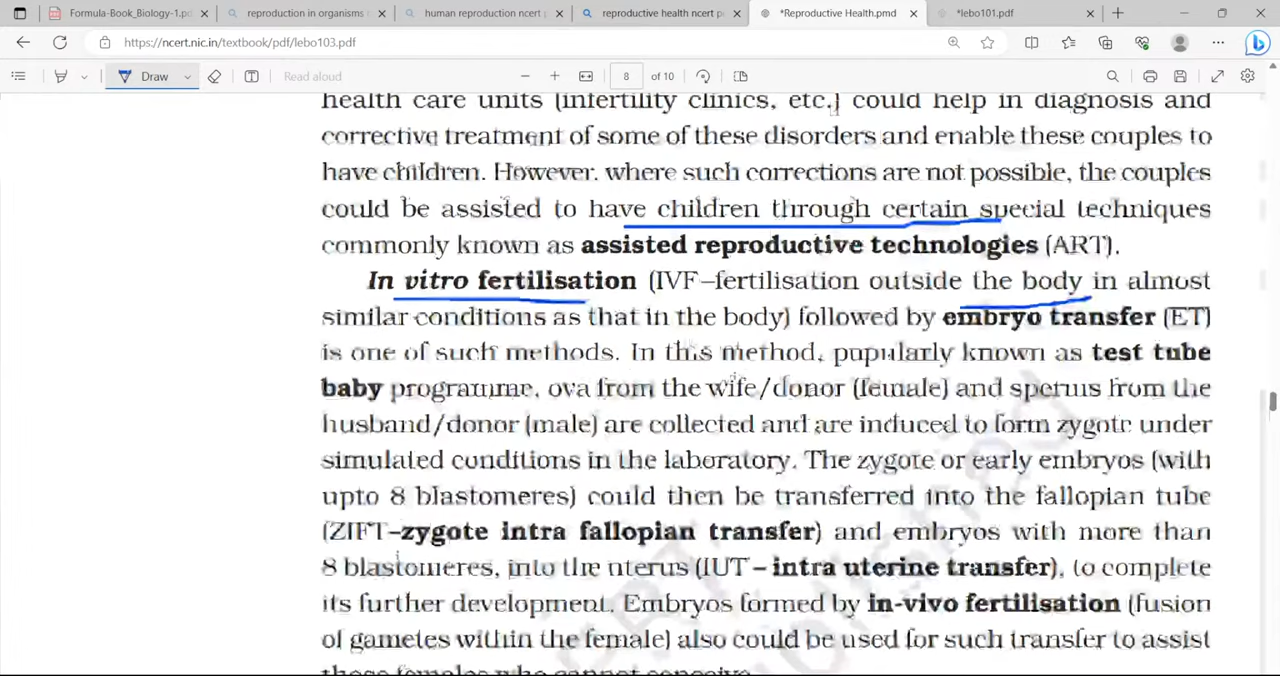 Formula-Book_Biology-1.pd
reproduction in organisms
human reproduction ncert p
reproductive health ncert p
*Reproductive Health.pmd
*lebo101.pdf
https://ncert.nic.in/textbook/pdf/lebo103.pdf
Draw
Read aloud
8
of 10
health care units (infertility clinics, etc.) could help in diagnosis and
corrective treatment of some of these disorders and enable these couples to
have children. However, where such corrections are not possible, the couples
could be assisted to have children through certain special techniques
commonly known as assisted reproductive technologies (ART).
In vitro fertilisation (IVF–fertilisation outside the body in almost
similar conditions as that in the body) followed by embryo transfer (ET)
is one of such methods. In this method, popularly known as test tube
baby programme, ova from the wife/donor (female) and sperms from the
husband/donor (male) are collected and are induced to form zygote under
simulated conditions in the laboratory. The zygote or early embryos (with
upto 8 blastomeres) could then be transferred into the fallopian tube
(ZIFT–zygote intra fallopian transfer) and embryos with more than
8 blastomeres, into the uterus (IUT – intra uterine transfer), to complete
its further development. Embryos formed by in-vivo fertilisation (fusion
of gametes within the female) also could be used for such transfer to assist
those females who cannot conceive.